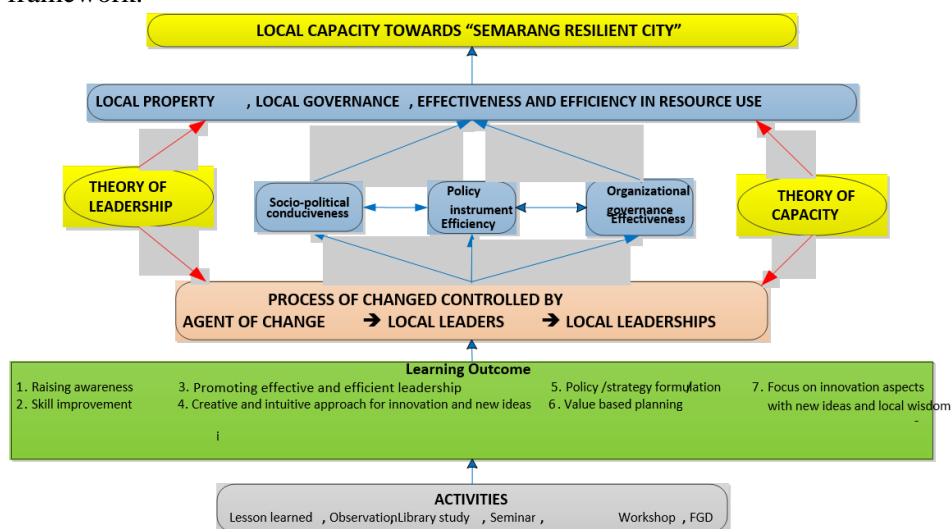 framework.
LOCAL CAPACITY TOWARDS “SEMARANG RESILIENT CITY”
LOCAL PROPERTY , LOCAL GOVERNANCE , EFFECTIVENESS AND EFFICIENCY IN RESOURCE USE
THEORY OF
LEADERSHIP
Socio-political
conduciveness
Policy
instrument
Efficiency
Organizational
governance
Effectiveness
THEORY OF
CAPACITY
PROCESS OF CHANGED CONTROLLED BY
AGENT OF CHANGE ➔ LOCAL LEADERS ➔ LOCAL LEADERSHIPS
Learning Outcome
1. Raising awareness
2. Skill improvement
3. Promoting effective and efficient leadership
4. Creative and intuitive approach for innovation and new ideas
i
5. Policy /strategy formulation
6. Value based planning
7. Focus on innovation aspects
with new ideas and local wisdom
-
ACTIVITIES
Lesson learned , ObservationLibrary study , Seminar , Workshop , FGD